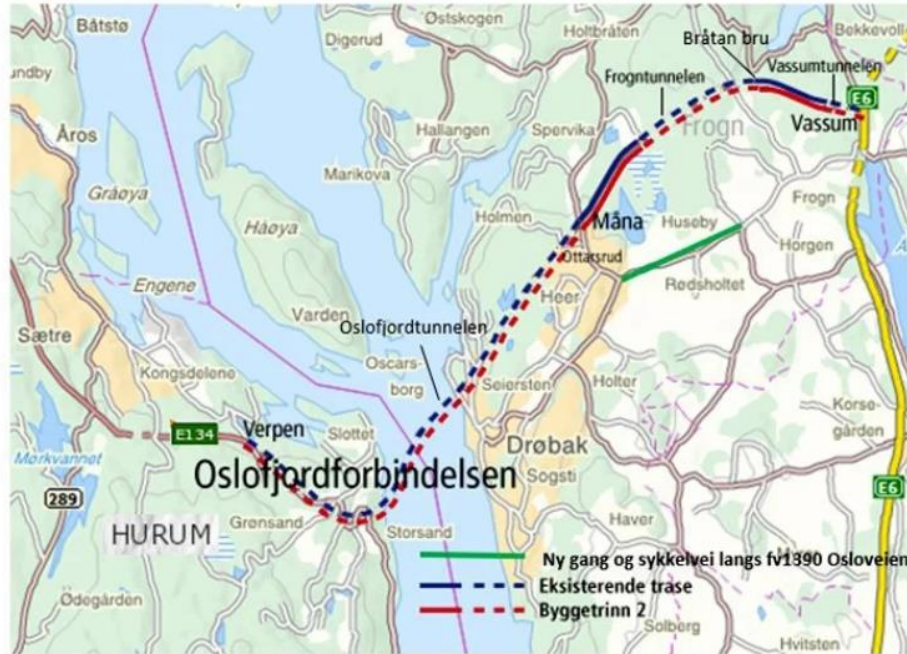 Båtstø
Østskogen
Digerud
Holtbråten
Bråtan bru
Bekkevoll
undby
Frogntunnelen
Vassumtunnelen
E6
Åros
Hallangen
Spervika
Frogn
Vassum
Marikova
Gråøya
Håøya
Holmen
Måna
Huseby
Frogn
Horgen
Ottarsrud
Engene
Heer
Rødsholtet
Varden
Oslofjordtunnelen
Sætre
Oscars-
borg
Kongsdelene
Seiersten
Holter
Korse-
gården
E134
Verpen
Slottet
Drøbak
Mørkvannet
Oslofjordforbindelsen
Sogsti
E6
289
Grønsand
Storsand
Haver
HURUM
Ny gang og sykkelvei langs fv1390 Osloveien
Eksisterende trase
Ødegården
Byggetrinn 2
Solberg
Hvitsten